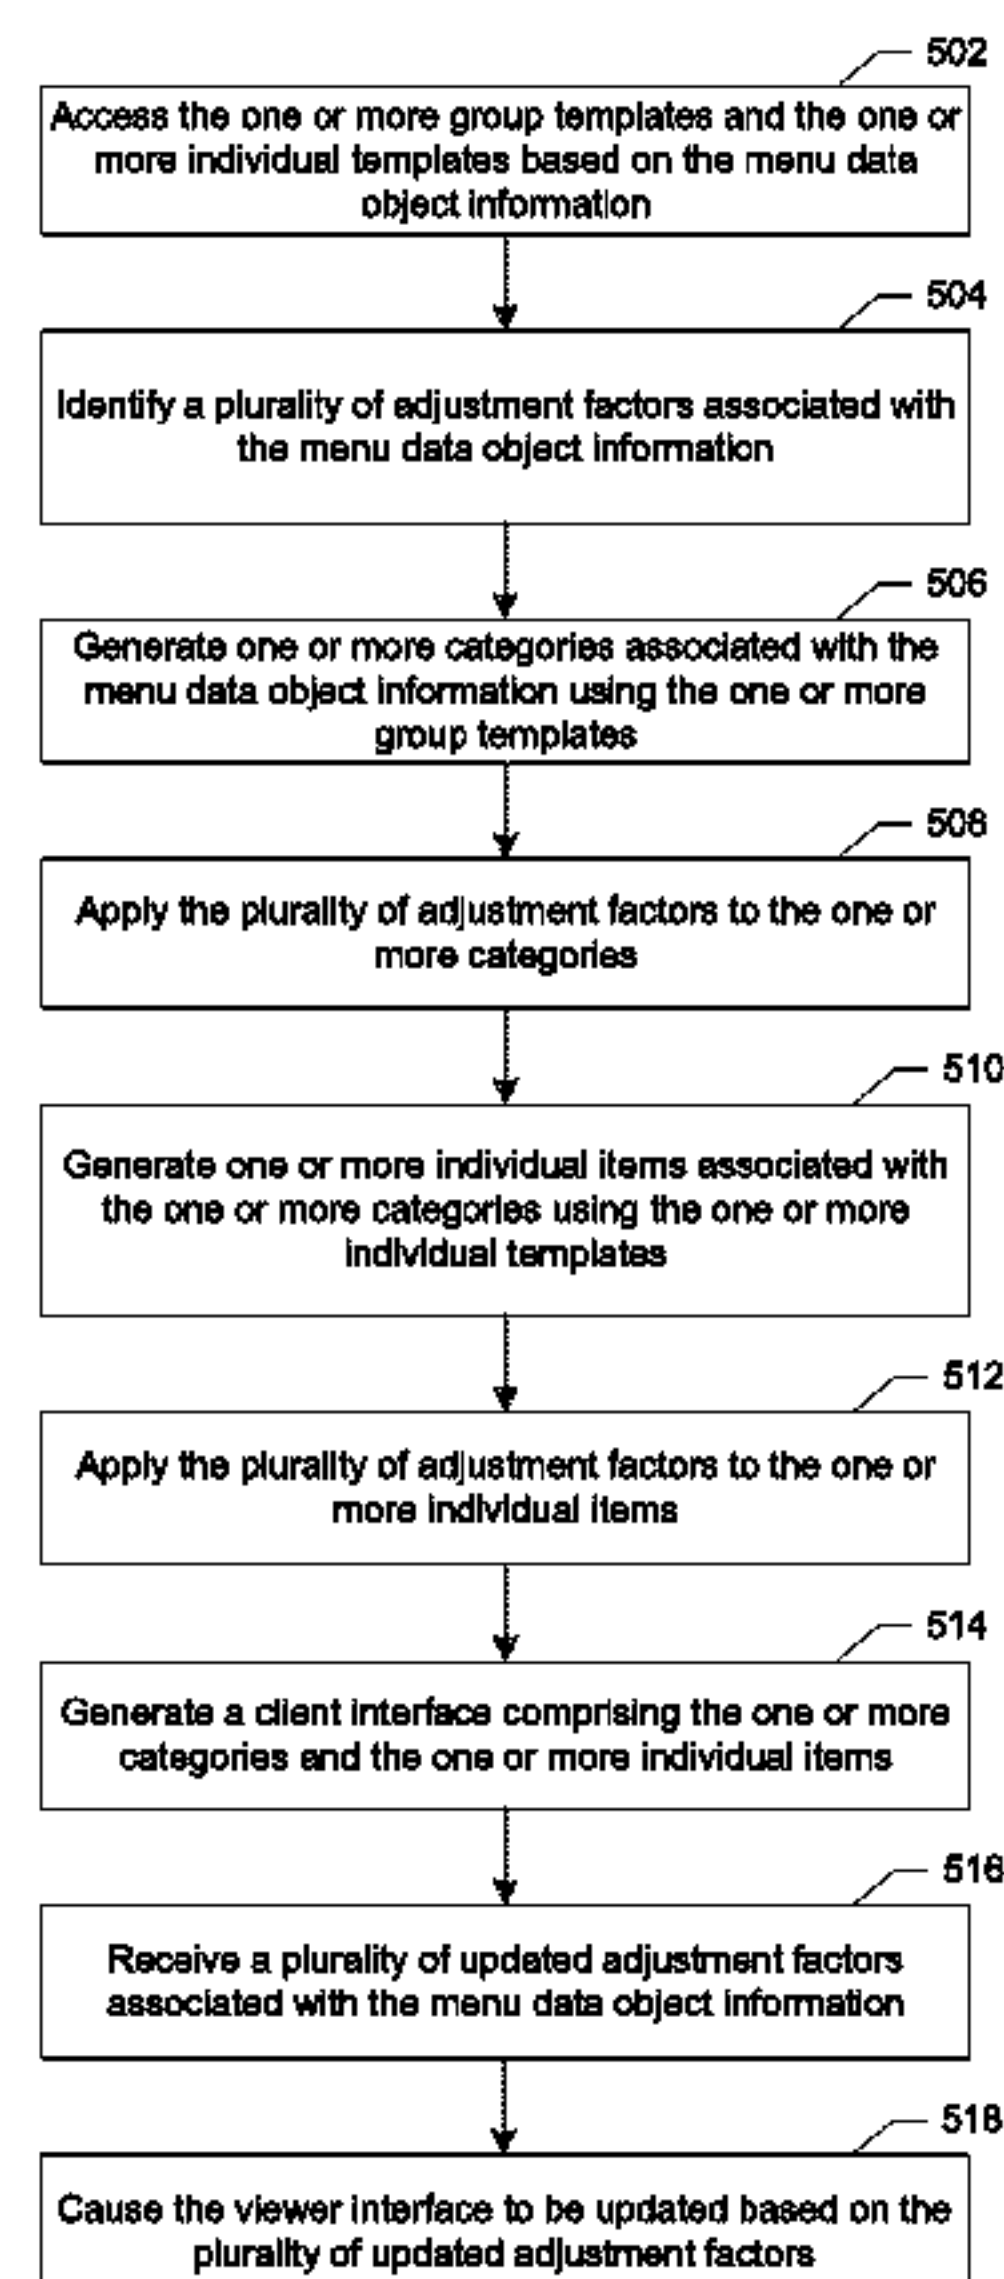 502
Access the one or more group templates and the one or
more individual templates based on the menu data
object information
504
Identify a plurality of adjustment factors associated with
the menu data object information
506
Generate one or more categories associated with the
menu data object information using the one or more
group templates
508
Apply the plurality of adjustment factors to the one or
more categories
510
Generate one or more individual items associated with
the one or more categories using the one or more
individual templates
512
Apply the plurality of adjustment factors to the one or
more individual items
514
Generate a client interface comprising the one or more
categories and the one or more individual items
516
Receive a plurality of updated adjustment factors
associated with the menu data object information
518
Cause the viewer interface to be updated based on the
plurality of updated adjustment factors